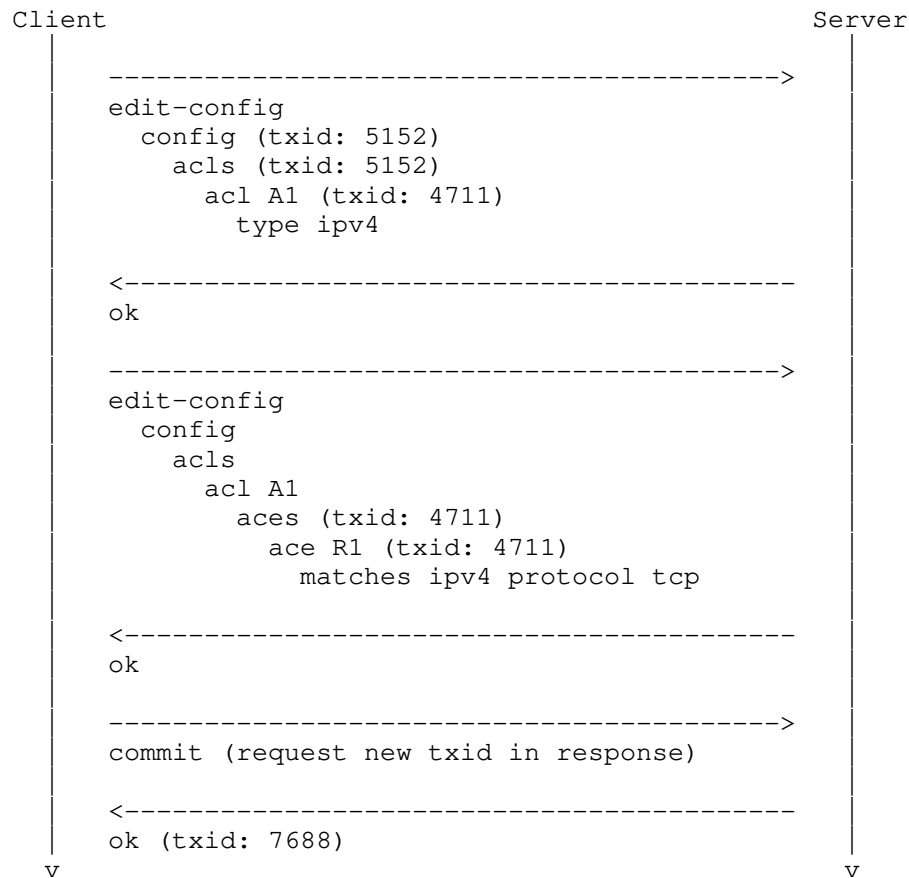 Client                                            Server
  |                                                  |
  |   ------------------------------------------>    |
  |   edit-config                                    |
  |     config (txid: 5152)                          |
  |       acls (txid: 5152)                          |
  |         acl A1 (txid: 4711)                      |
  |           type ipv4                              |
  |                                                  |
  |   <------------------------------------------    |
  |   ok                                             |
  |                                                  |
  |   ------------------------------------------>    |
  |   edit-config                                    |
  |     config                                       |
  |       acls                                       |
  |         acl A1                                   |
  |           aces (txid: 4711)                      |
  |             ace R1 (txid: 4711)                  |
  |               matches ipv4 protocol tcp          |
  |                                                  |
  |   <------------------------------------------    |
  |   ok                                             |
  |                                                  |
  |   ------------------------------------------>    |
  |   commit (request new txid in response)          |
  |                                                  |
  |   <------------------------------------------    |
  |   ok (txid: 7688)                                |
  v                                                  v